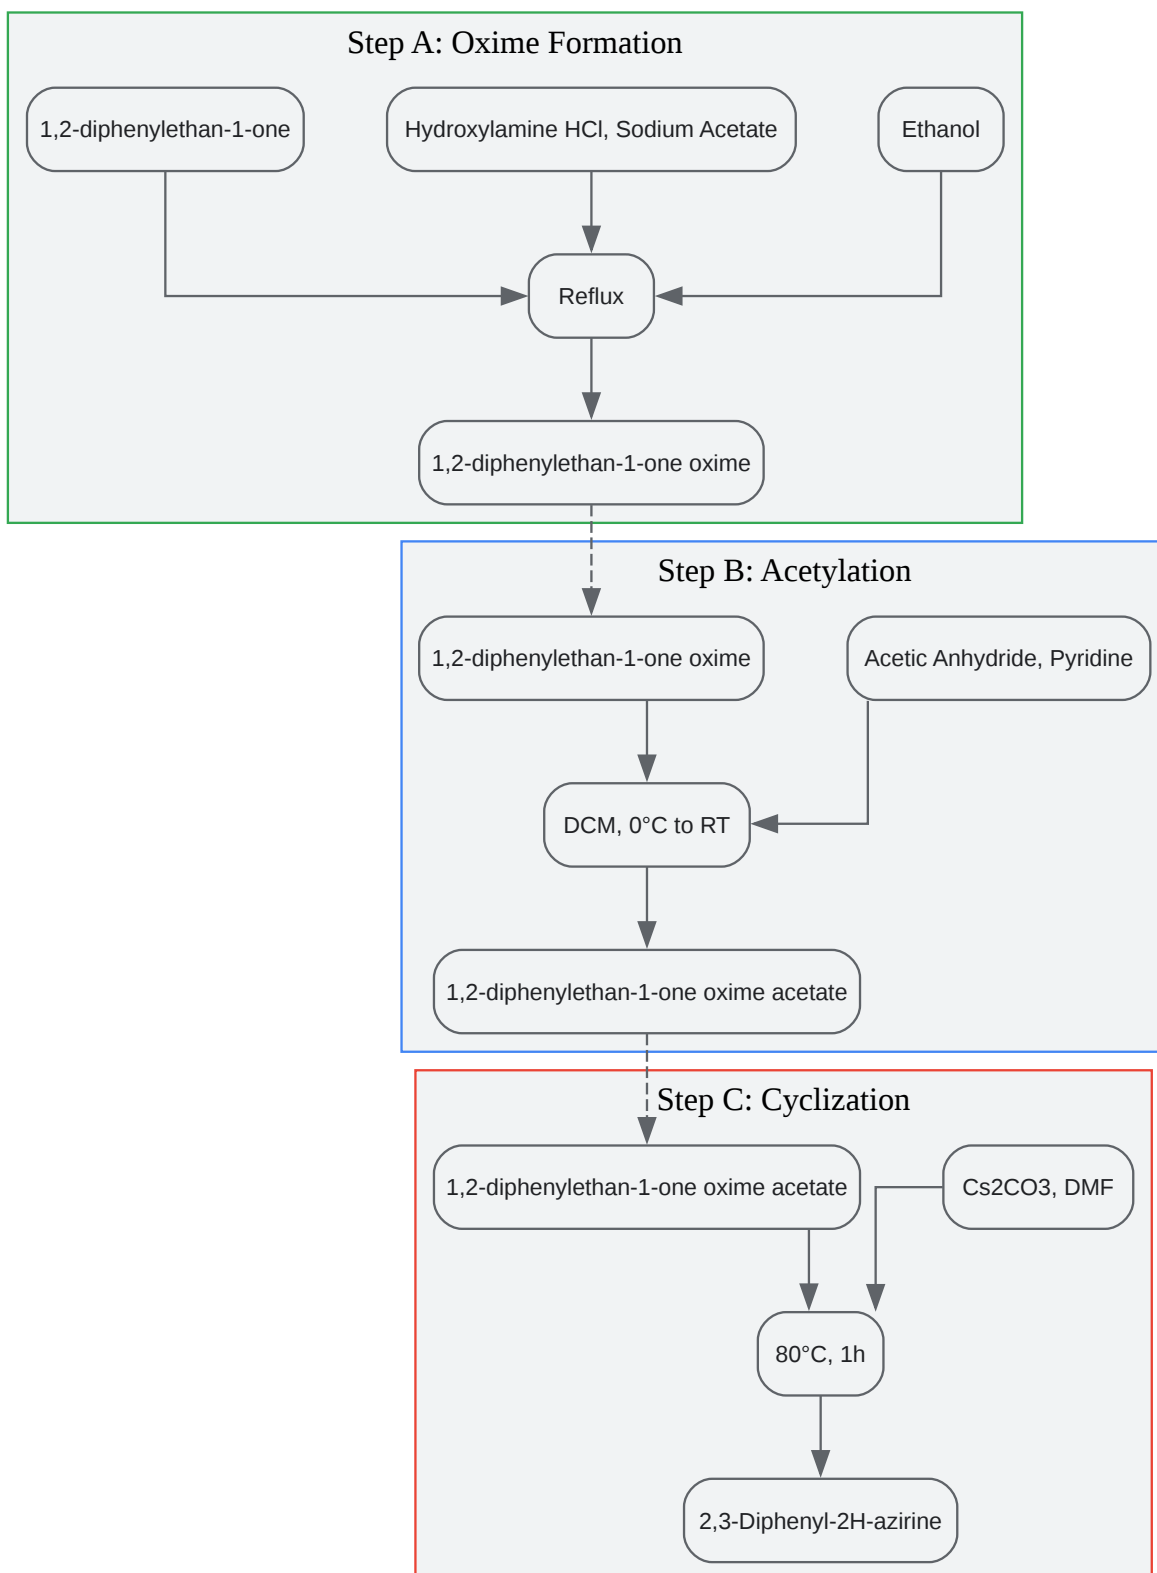 Step A: Oxime Formation
1,2-diphenylethan-1-one
Hydroxylamine HCl, Sodium Acetate
Ethanol
Reflux
1,2-diphenylethan-1-one oxime
Step B: Acetylation
1,2-diphenylethan-1-one oxime
Acetic Anhydride, Pyridine
DCM, 0°C to RT
1,2-diphenylethan-1-one oxime acetate
Step C: Cyclization
1,2-diphenylethan-1-one oxime acetate
Cs2CO3, DMF
80°C, 1h
2,3-Diphenyl-2H-azirine